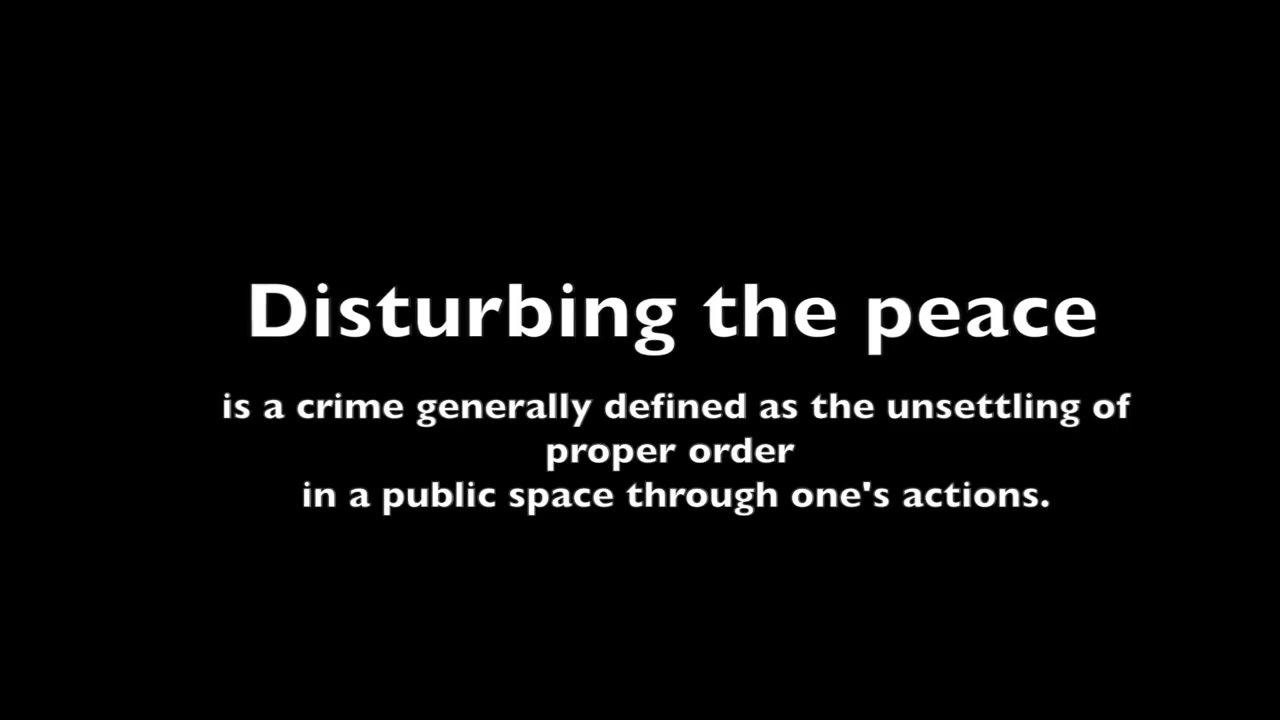 Disturbing the peace
is a crime generally defined as the unsettling of
proper order
in a public space through one's actions.